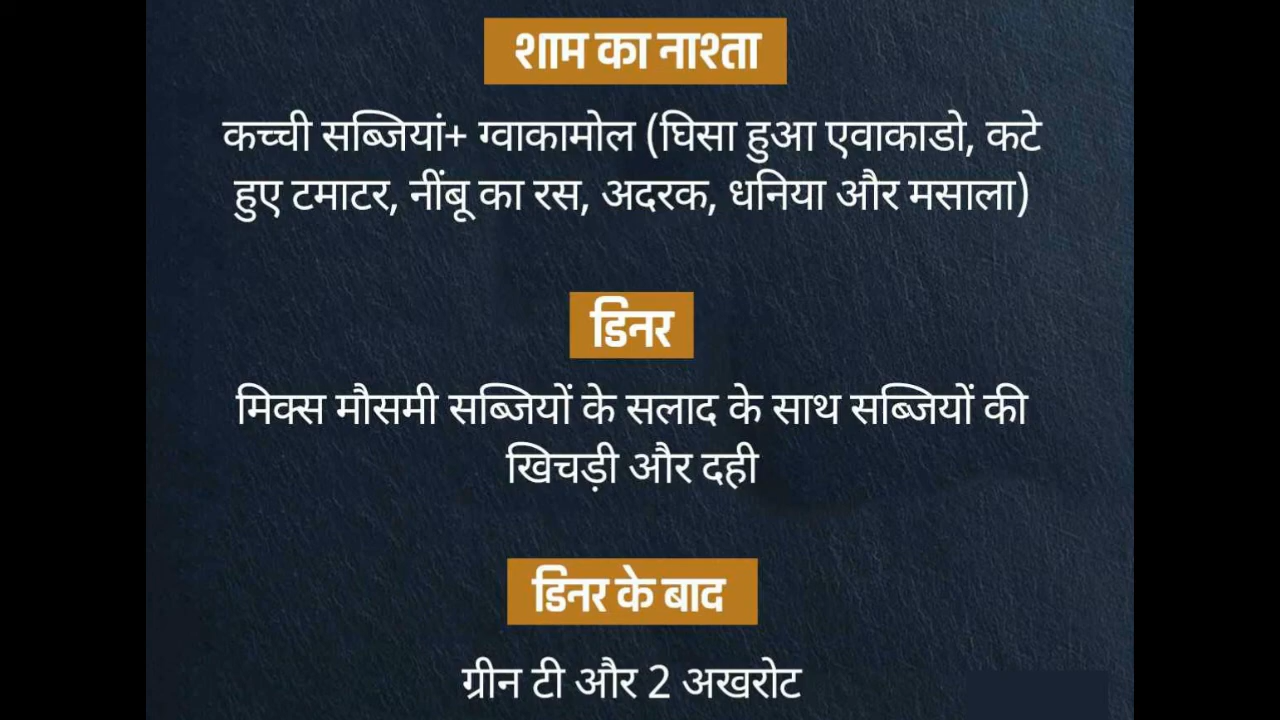 शाम का नाश्ता
कच्ची सब्जियां+ ग्वाकामोल (घिसा हुआ एवाकाडो, कटे
हुए टमाटर, नींबू का रस, अदरक, धनिया और मसाला)
डिनर
मिक्स मौसमी सब्जियों के सलाद के साथ सब्जियों की
खिचड़ी और दही
डिनर के बाद
ग्रीन टी और 2 अखरोट